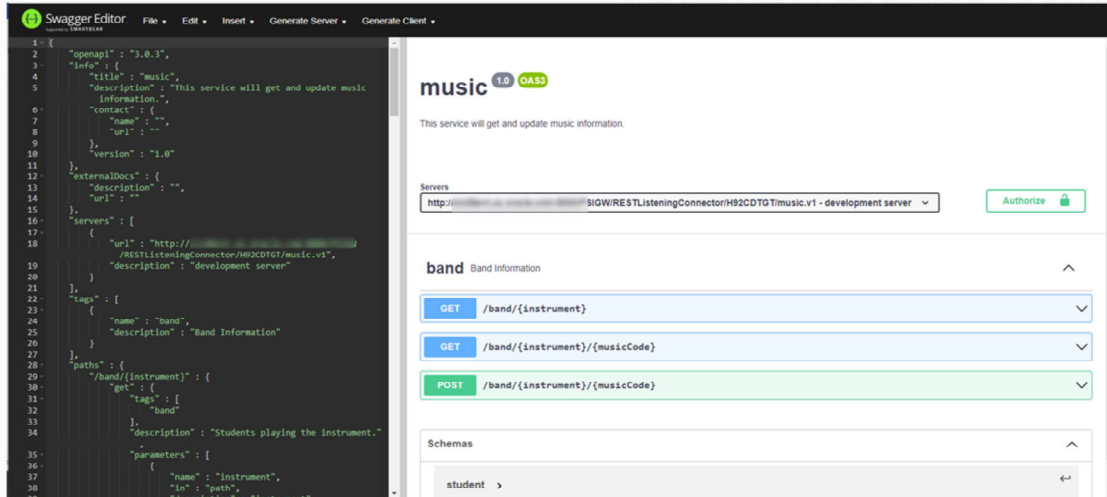 Swagger Editor. File Edit Insert Generate Server Generate Client
Supported by SMARTBEAR
1 {
2 "openapi" : "3.0.3",
3 "info" : {
4 "title" : "music",
5 "description" : "This service will get and update music
information.",
6 "contact" : {
7 "name" : "",
8 "url" : ""
9 },
10 "version" : "1.0"
11 },
12 "externalDocs" : {
13 "description" : "",
14 "url" : ""
15 },
16 "servers" : [
17 {
18 "url" : "http://
/RESTListeningConnector/H92CDTGT/music.v1",
19 "description" : "development server"
20 }
21 ],
22 "tags" : [
23 {
24 "name" : "band",
25 "description" : "Band Information"
26 }
27 ],
28 "paths" : {
29 "/band/{instrument}" : {
30 "get" : {
31 "tags" : [
32 "band"
33 ],
34 "description" : "Students playing the instrument."
,
35 "parameters" : [
36 {
37 "name" : "instrument",
38 "in" : "path",
music 1.0 OAS3
This service will get and update music information.
Servers
http:/ SIGW/RESTListeningConnector/H92CDTGT/music.v1 - development server
Authorize
band Band Information
GET /band/{instrument}
GET /band/{instrument}/{musicCode}
POST /band/{instrument}/{musicCode}
Schemas
student